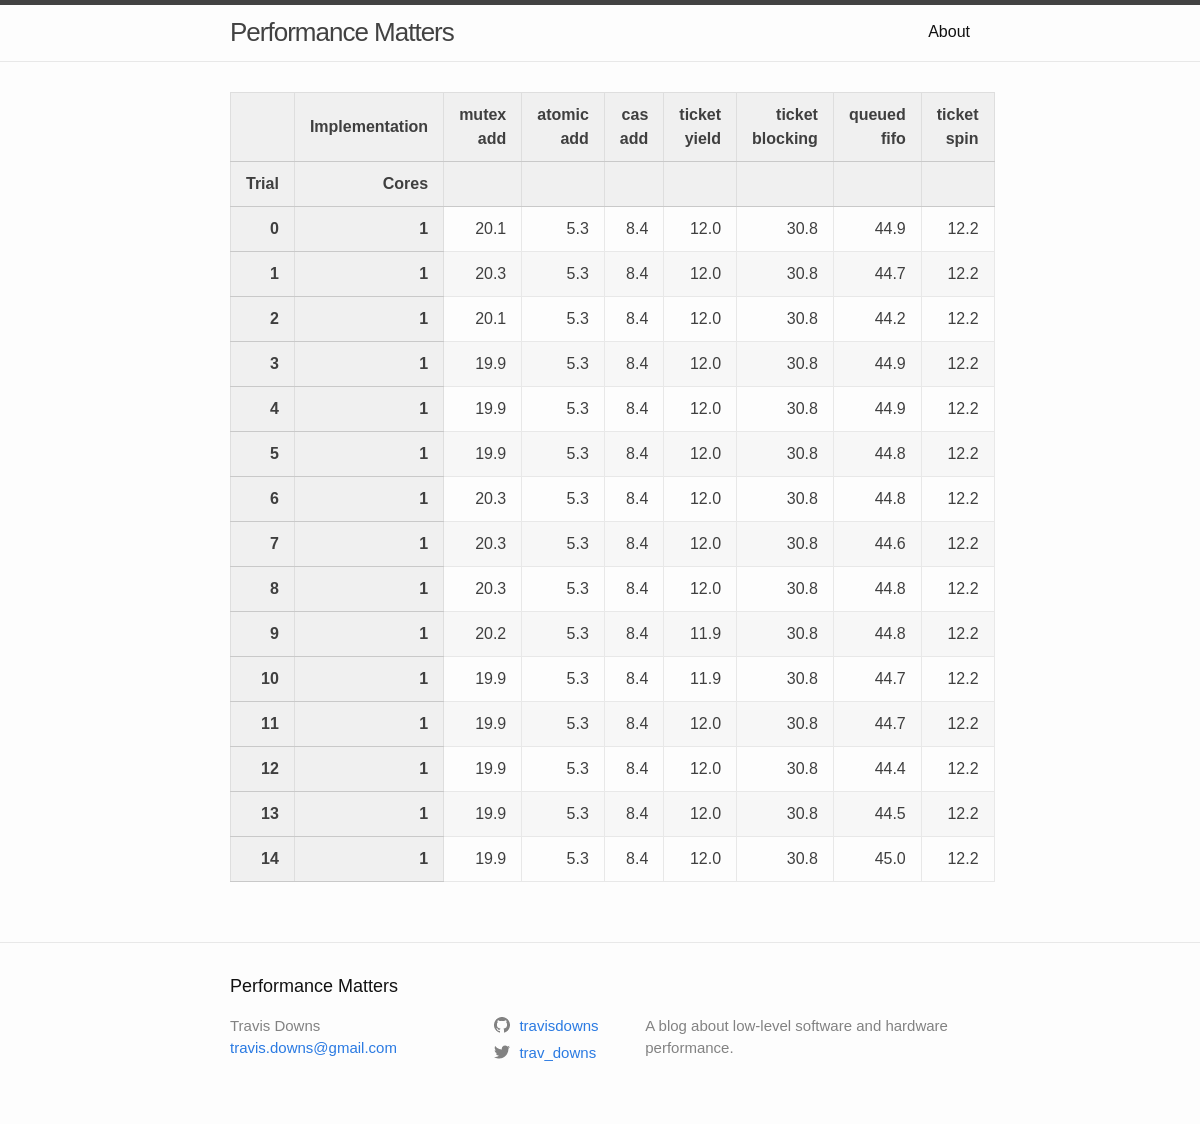 Performance Matters About
Implementation mutex add atomic add cas add ticket yield ticket blocking queued fifo ticket spin
Trial Cores
0 1 20.1 5.3 8.4 12.0 30.8 44.9 12.2
1 1 20.3 5.3 8.4 12.0 30.8 44.7 12.2
2 1 20.1 5.3 8.4 12.0 30.8 44.2 12.2
3 1 19.9 5.3 8.4 12.0 30.8 44.9 12.2
4 1 19.9 5.3 8.4 12.0 30.8 44.9 12.2
5 1 19.9 5.3 8.4 12.0 30.8 44.8 12.2
6 1 20.3 5.3 8.4 12.0 30.8 44.8 12.2
7 1 20.3 5.3 8.4 12.0 30.8 44.6 12.2
8 1 20.3 5.3 8.4 12.0 30.8 44.8 12.2
9 1 20.2 5.3 8.4 11.9 30.8 44.8 12.2
10 1 19.9 5.3 8.4 11.9 30.8 44.7 12.2
11 1 19.9 5.3 8.4 12.0 30.8 44.7 12.2
12 1 19.9 5.3 8.4 12.0 30.8 44.4 12.2
13 1 19.9 5.3 8.4 12.0 30.8 44.5 12.2
14 1 19.9 5.3 8.4 12.0 30.8 45.0 12.2
Performance Matters
Travis Downs
travis.downs@gmail.com
travisdowns
trav_downs
A blog about low-level software and hardware
performance.